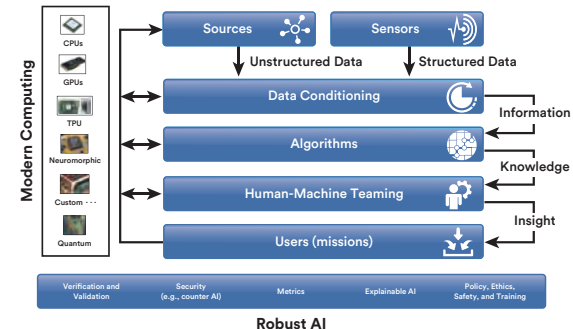 Modern Computing
CPUs
GPUs
TPU
Neuromorphic
Custom ···
Quantum
Sources
Sensors
Unstructured Data
Structured Data
Data Conditioning
Information
Algorithms
Knowledge
Human-Machine Teaming
Insight
Users (missions)
Verification and
Validation
Security
(e.g., counter AI)
Metrics
Explainable AI
Policy, Ethics,
Safety, and Training
Robust AI